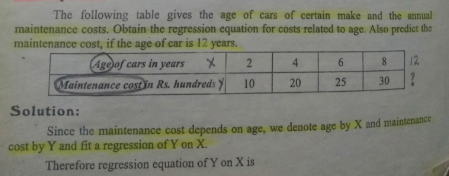 The following table gives the age of cars of certain make and the annual
maintenance costs. Obtain the regression equation for costs related to age. Also predict the
maintenance cost, if the age of car is 12 years.
Age of cars in years X 2 4 6 8 12
Maintenance cost in Rs. hundreds Y 10 20 25 30 ?
Solution:
Since the maintenance cost depends on age, we denote age by X and maintenance
cost by Y and fit a regression of Y on X.
Therefore regression equation of Y on X is